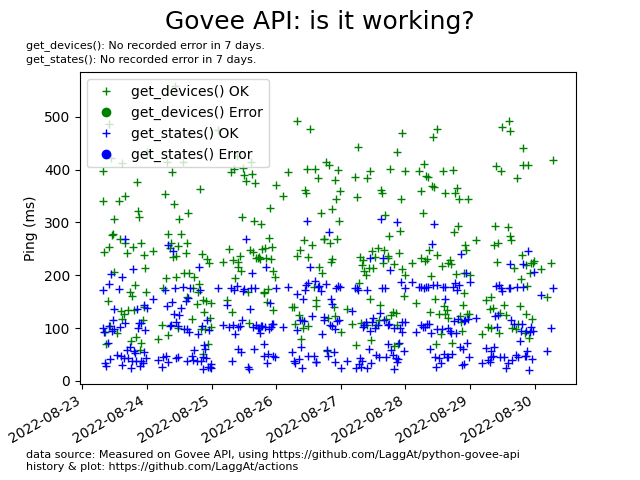 Govee API: is it working?
get_devices(): No recorded error in 7 days.
get_states(): No recorded error in 7 days.
get_devices() OK
get_devices() Error
get_states() OK
get_states() Error
Ping (ms)
500
400
300
200
100
0
2022-08-23
2022-08-24
2022-08-25
2022-08-26
2022-08-27
2022-08-28
2022-08-29
2022-08-30
data source: Measured on Govee API, using https://github.com/LaggAt/python-govee-api
history & plot: https://github.com/LaggAt/actions